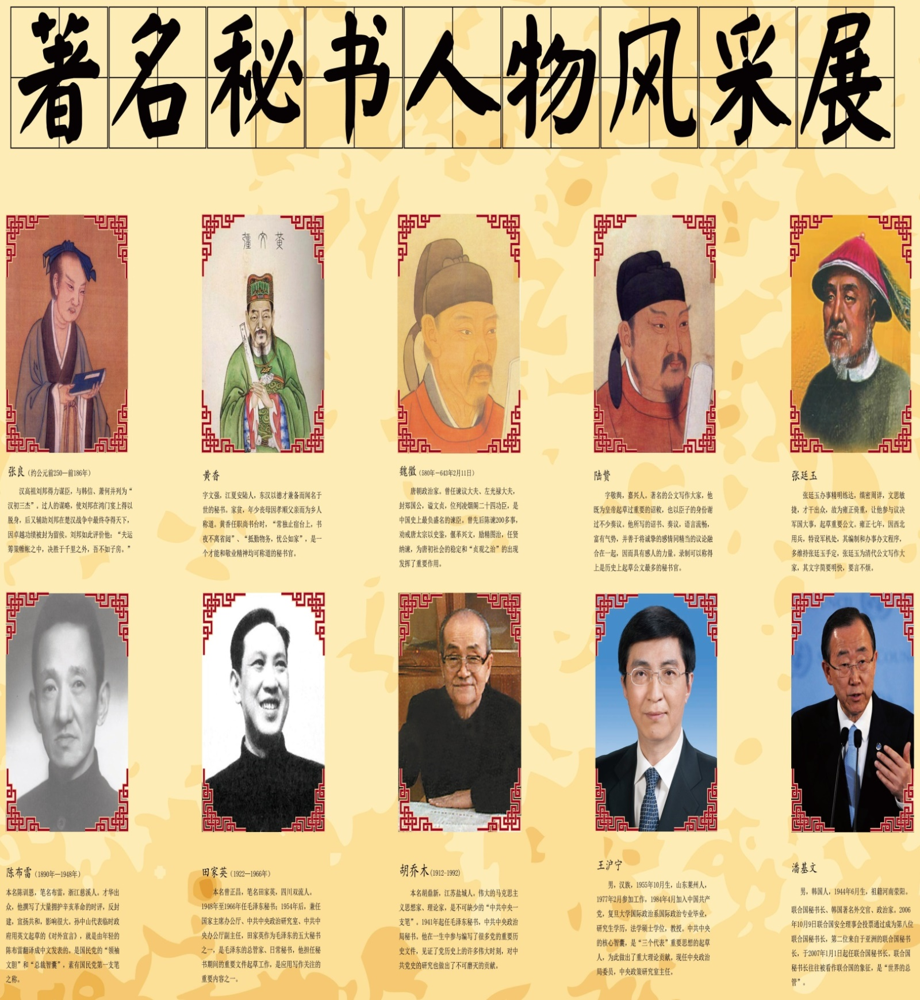 著名秘书人物风采展
黄文彊
张良（约公元前250—前186年）
汉高祖刘邦得力谋臣，与韩信、萧何并列为“
汉初三杰”。过人的谋略，使刘邦在鸿门宴上得以
脱身，后又辅助刘邦在楚汉战争中最终夺得天下，
因卓越功绩被封为留侯。刘邦如此评价他：“夫运
筹策帷帐之中，决胜于千里之外，吾不如子房。”
黄香
字文强，江夏安陆人，东汉以德才兼备而闻名于
世的秘书。家贫，年少丧母因孝顺父亲而为乡人
称道。黄香任职尚书台时，“常独止宿台上，书
夜不离省闼”、“抵勤物务，忧公如家”，是一
个才能和敬业精神均可称道的秘书官。
魏徵（580年－643年2月11日）
唐朝政治家。曾任谏议大夫、左光禄大夫，
封郑国公，谥文贞，位列凌烟阁二十四功臣，是
中国史上最负盛名的谏臣。曾先后陈谏200多事，
劝戒唐太宗以史鉴，偃革兴文，励精图治，任贤
纳谏，为唐初社会的稳定和“贞观之治”的出现
发挥了重要作用。
陆贽
字敬舆，嘉兴人。著名的公文写作大家，他
既为皇帝起草过重要的诏敕，也以臣子的身份谢
过不少奏议。他所写的诏书、奏议，语言流畅，
富有气势，并善于将诚挚的感情同精当的议论融
合在一起，因而具有感人的力量。录制可以称得
上是历史上起草公文最多的秘书官。
张廷玉
张廷玉办事精明练达，缜密周详，文思敏
捷，才干出众，故为雍正倚重，让他参与议决
军国大事，起草重要公文。雍正七年，因西北
用兵，特设军机处，其编制和办事办文程序，
多维持张廷玉手定，张廷玉为清代公文写作大
家，其文字简要明快，要言不烦。
陈布雷（1890年—1948年）
本名陈训恩，笔名布雷，浙江慈溪人。才华出
众，他撰写了大量拥护辛亥革命的时评，反封
建，宣扬共和，影响很大。孙中山代表临时政
府用英文起草的《对外宣言》，就是由年轻的
陈布雷翻译成中文发表的。是国民党的“领袖
文胆”和“总裁智囊”，素有国民党第一支笔
之称。
田家英（1922—1966年）
本名曾正昌，笔名田家英，四川双流人。
1948年至1966年任毛泽东秘书；1954年后，兼任
国家主席办公厅、中共中央政治研究室、中共中
央办公厅副主任，田家英作为毛泽东的五大秘书
之一，是毛泽东的总管家、日常秘书，他担任秘
书期间的重要文件起草工作，是应用写作关注的
重要内容之一。
胡乔木(1912-1992)
本名胡鼎新，江苏盐城人。伟大的马克思主
义思想家、理论家，是不可缺少的“中共中央一
支笔”。1941年起任毛泽东秘书，中共中央政治
局秘书。他在一生中参与编写了很多党的重要历
史文件，见证了党历史上的许多伟大时刻，对中
共党史的研究也做出了不可磨灭的贡献。
王沪宁
男，汉族，1955年10月生，山东莱州人，
1977年2月参加工作，1984年4月加入中国共产
党，复旦大学国际政治系国际政治专业毕业，
研究生学历，法学硕士学位，教授。中共中央
的核心智囊，是“三个代表”重要思想的起草
人，为此做出了重大理论贡献。现任中央政治
局委员，中央政策研究室主任。
潘基文
男，韩国人，1944年6月生，祖籍河南荥阳。
联合国秘书长、韩国著名外交官、政治家。2006
年10月9日联合国安全理事会投票通过成为第八位
联合国秘书长，第二位来自于亚洲的联合国秘书
长，于2007年1月1日起任联合国秘书长。联合国
秘书长往往被看作联合国的象征，是“世界的总
管”。